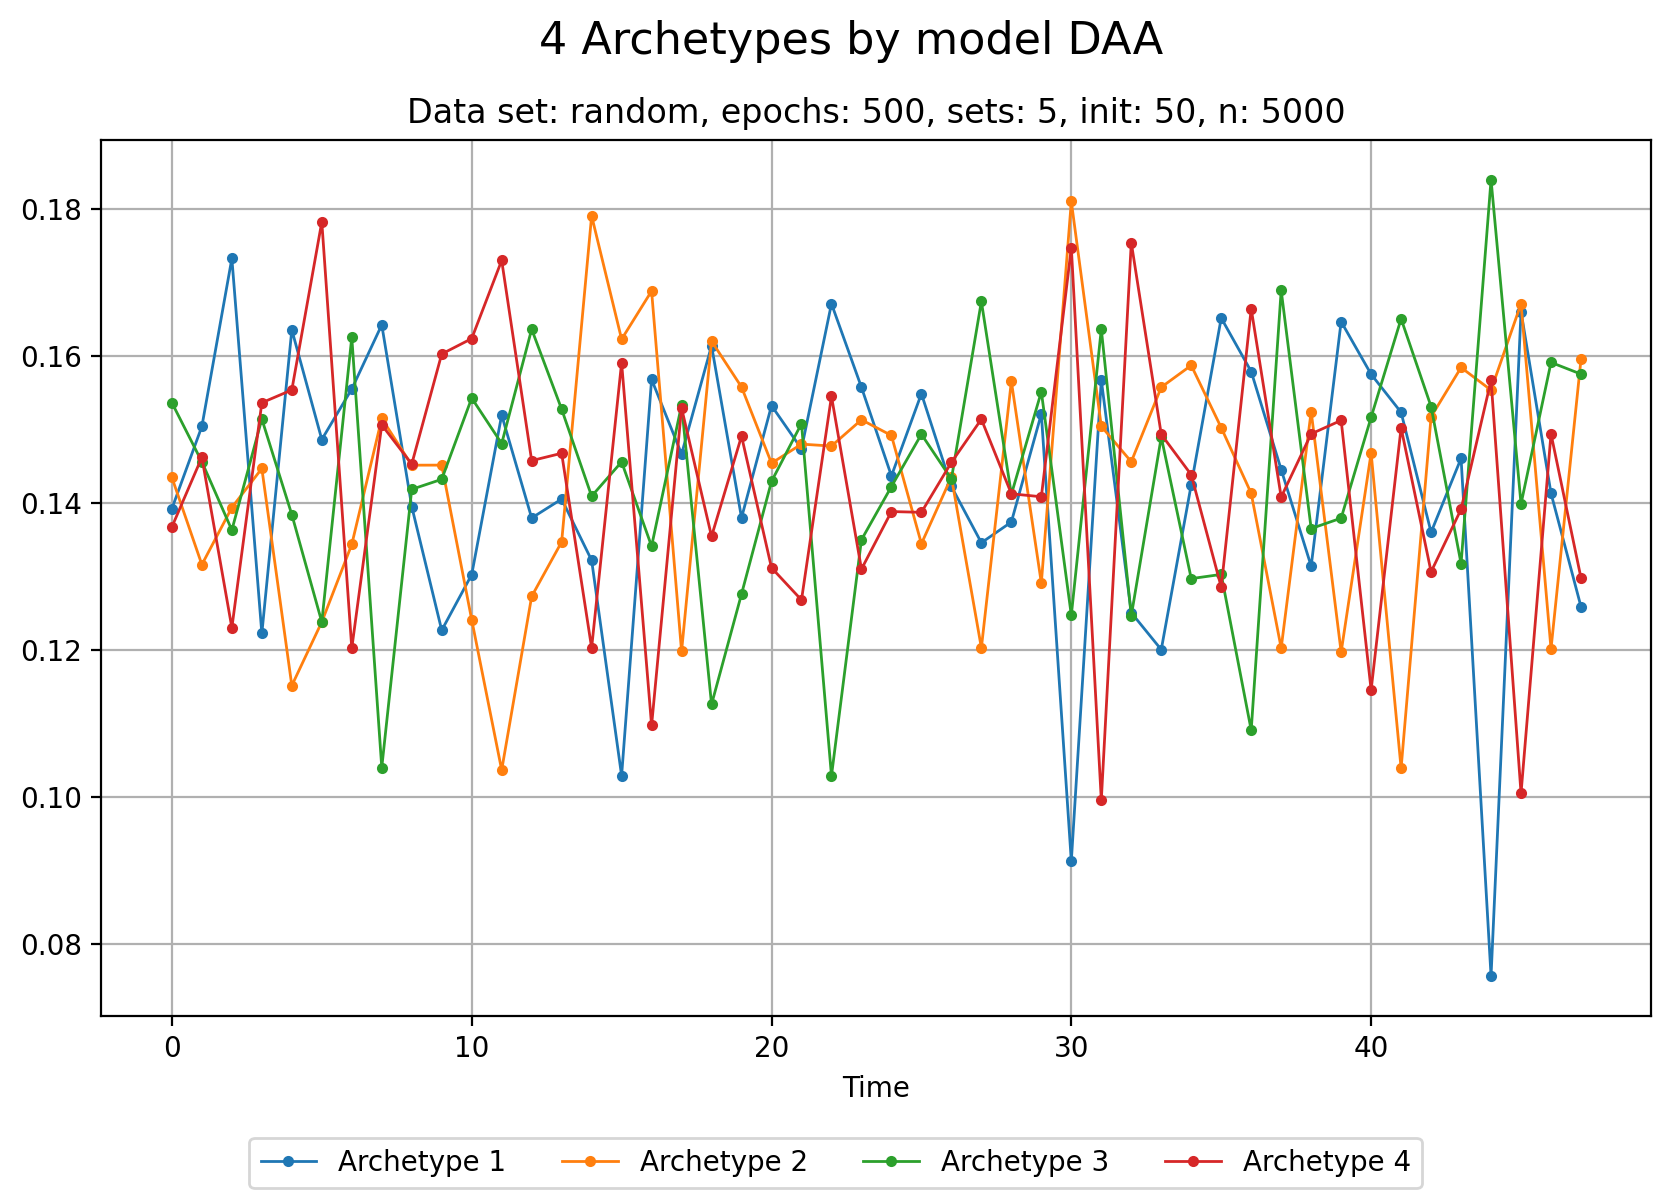 4 Archetypes by model DAA
Data set: random, epochs: 500, sets: 5, init: 50, n: 5000
0.18
0.16
0.14
0.12
0.10
0.08
0 10 20 30 40
Time
Archetype 1 Archetype 2 Archetype 3 Archetype 4